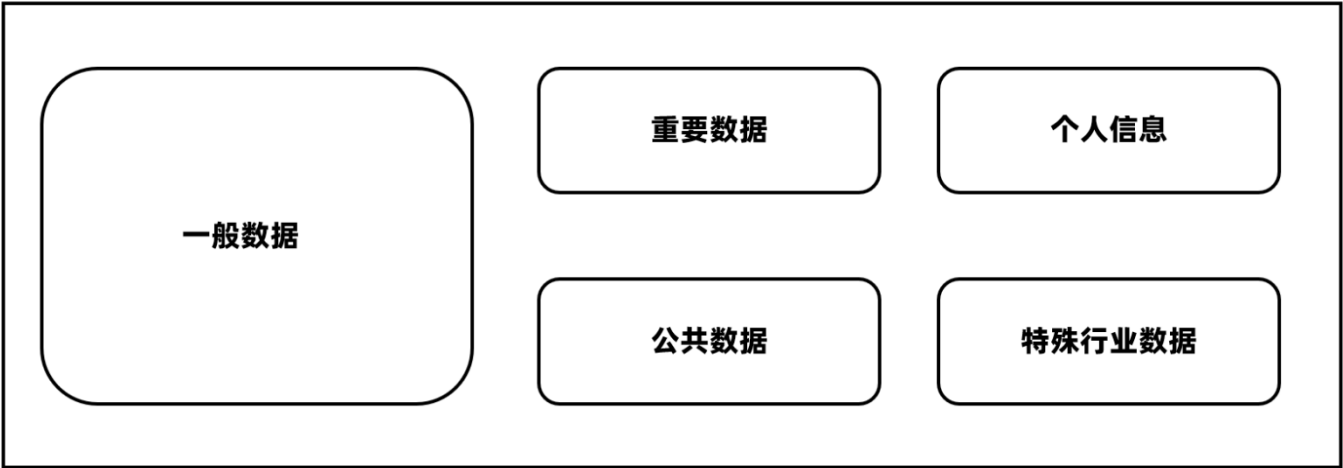 一般数据
重要数据
个人信息
公共数据
特殊行业数据